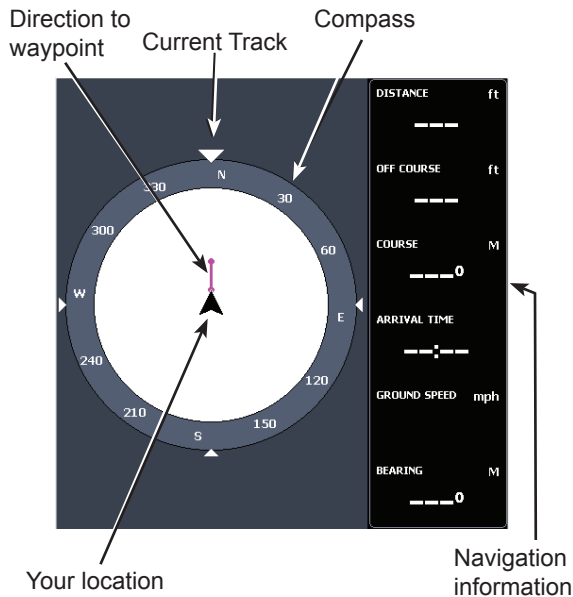 Direction to
waypoint
Current Track
Compass
N
30
60
E
120
150
S
210
240
W
300
330
DISTANCE ft
---
OFF COURSE ft
---
COURSE M
---°
ARRIVAL TIME
--:--
GROUND SPEED mph
BEARING M
---°
Your location
Navigation
information